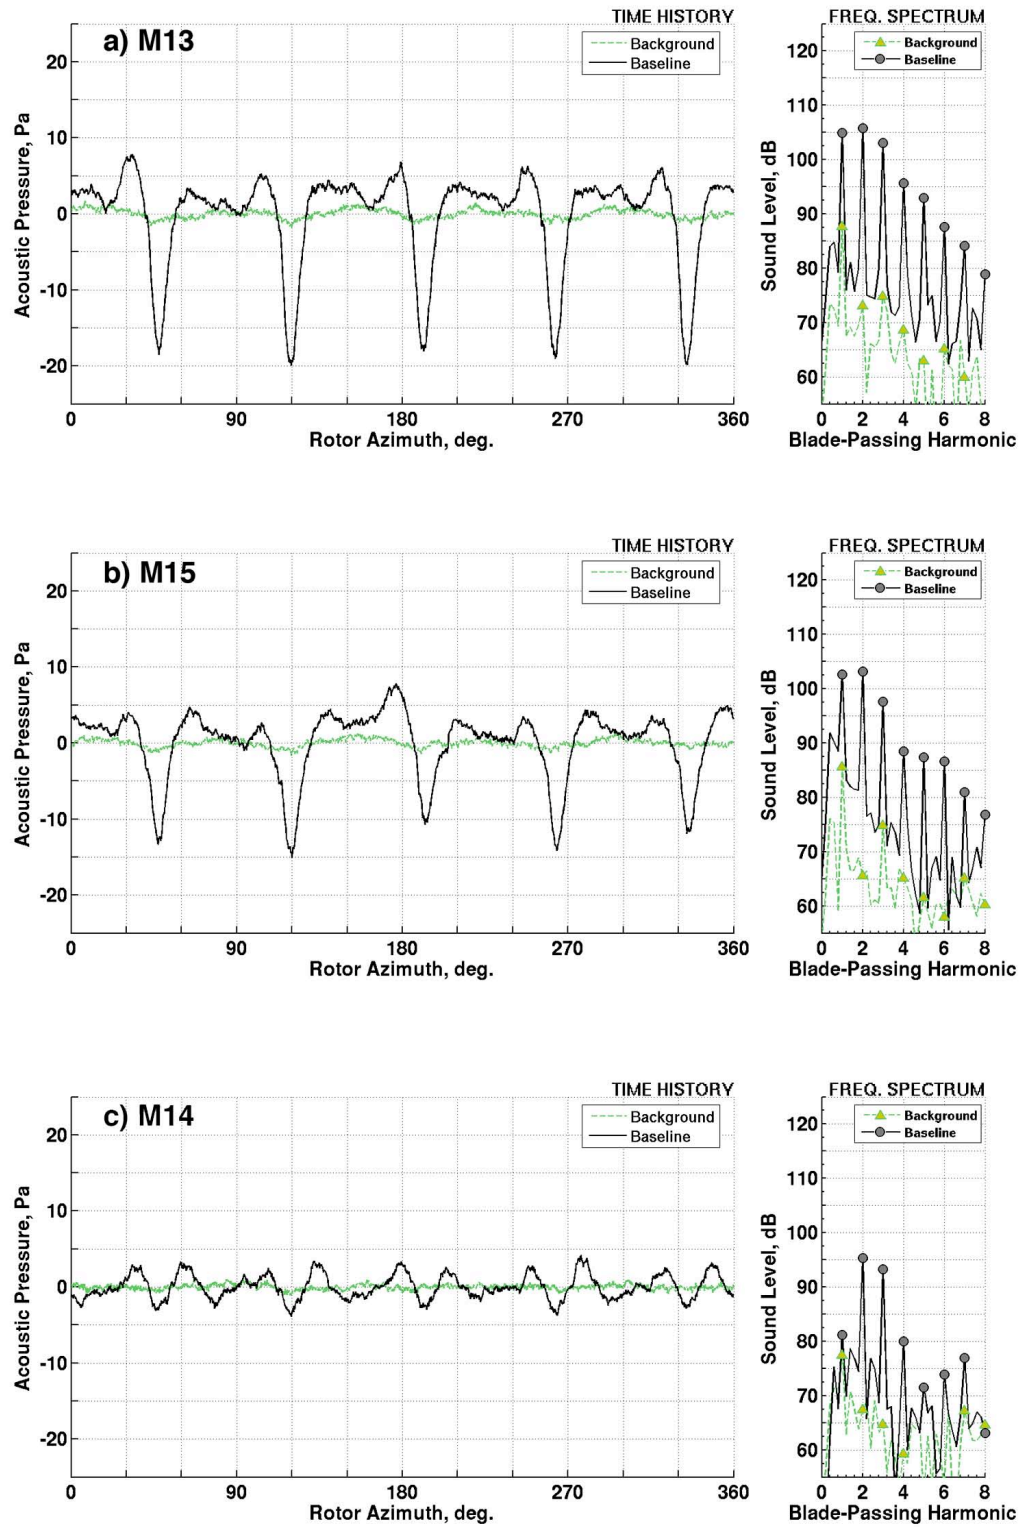 TIME HISTORY
FREQ. SPECTRUM
a) M13
Background
Baseline
Background
Baseline
Acoustic Pressure, Pa
20
10
0
-10
-20
0 90 180 270 360
Rotor Azimuth, deg.
Sound Level, dB
120
110
100
90
80
70
60
0 2 4 6 8
Blade-Passing Harmonic
TIME HISTORY
FREQ. SPECTRUM
b) M15
Background
Baseline
Background
Baseline
Acoustic Pressure, Pa
20
10
0
-10
-20
0 90 180 270 360
Rotor Azimuth, deg.
Sound Level, dB
120
110
100
90
80
70
60
0 2 4 6 8
Blade-Passing Harmonic
TIME HISTORY
FREQ. SPECTRUM
c) M14
Background
Baseline
Background
Baseline
Acoustic Pressure, Pa
20
10
0
-10
-20
0 90 180 270 360
Rotor Azimuth, deg.
Sound Level, dB
120
110
100
90
80
70
60
0 2 4 6 8
Blade-Passing Harmonic